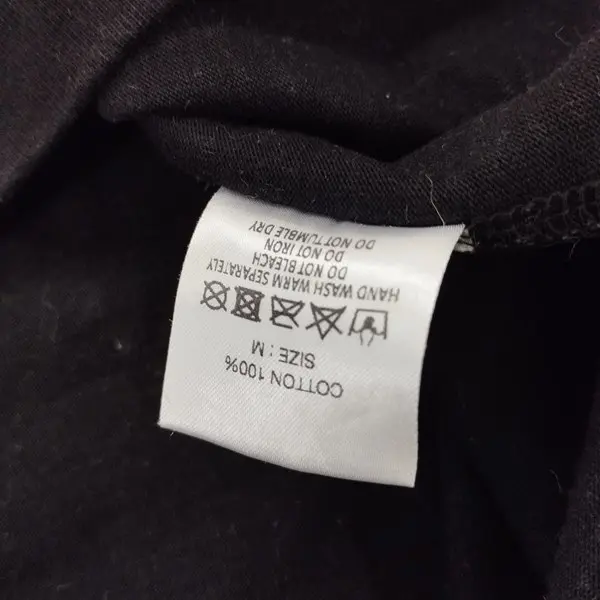 COTTON 100%
SIZE : M
HAND WASH WARM SEPARATELY
DO NOT BLEACH
DO NOT IRON
DO NOT TUMBLE DRY